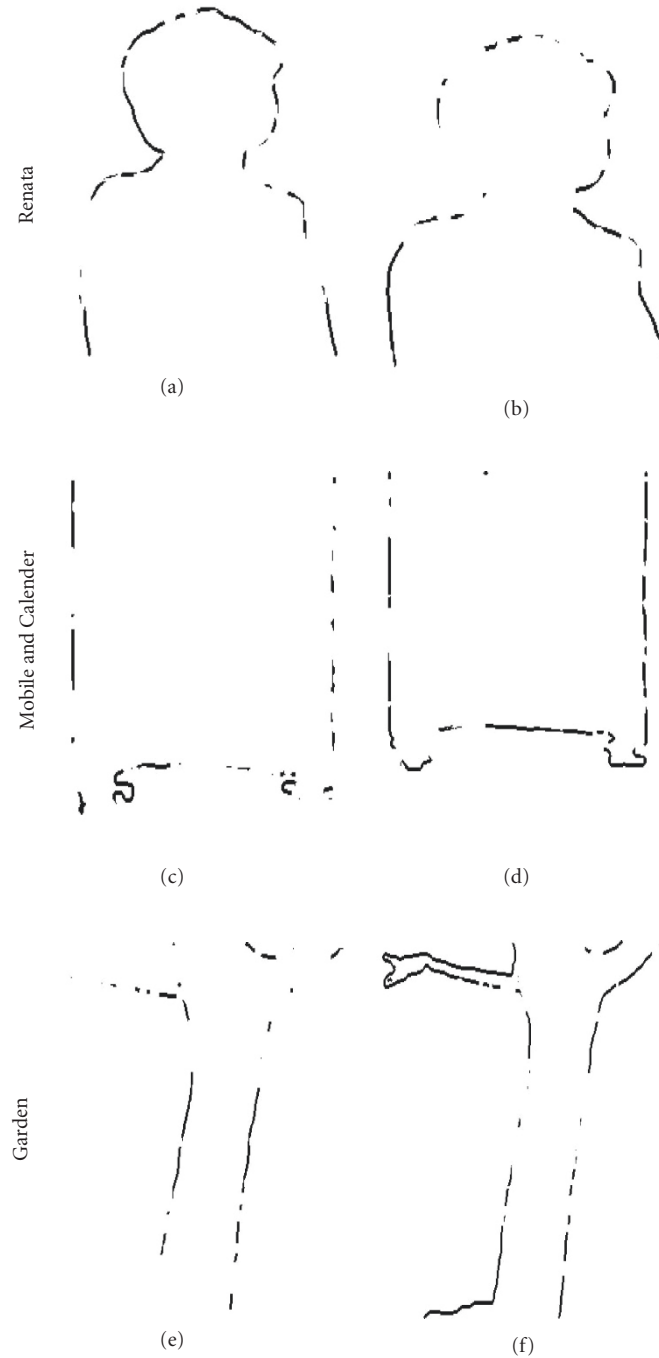 Renata
(a)
(b)
Mobile and Calender
(c)
(d)
Garden
(e)
(f)